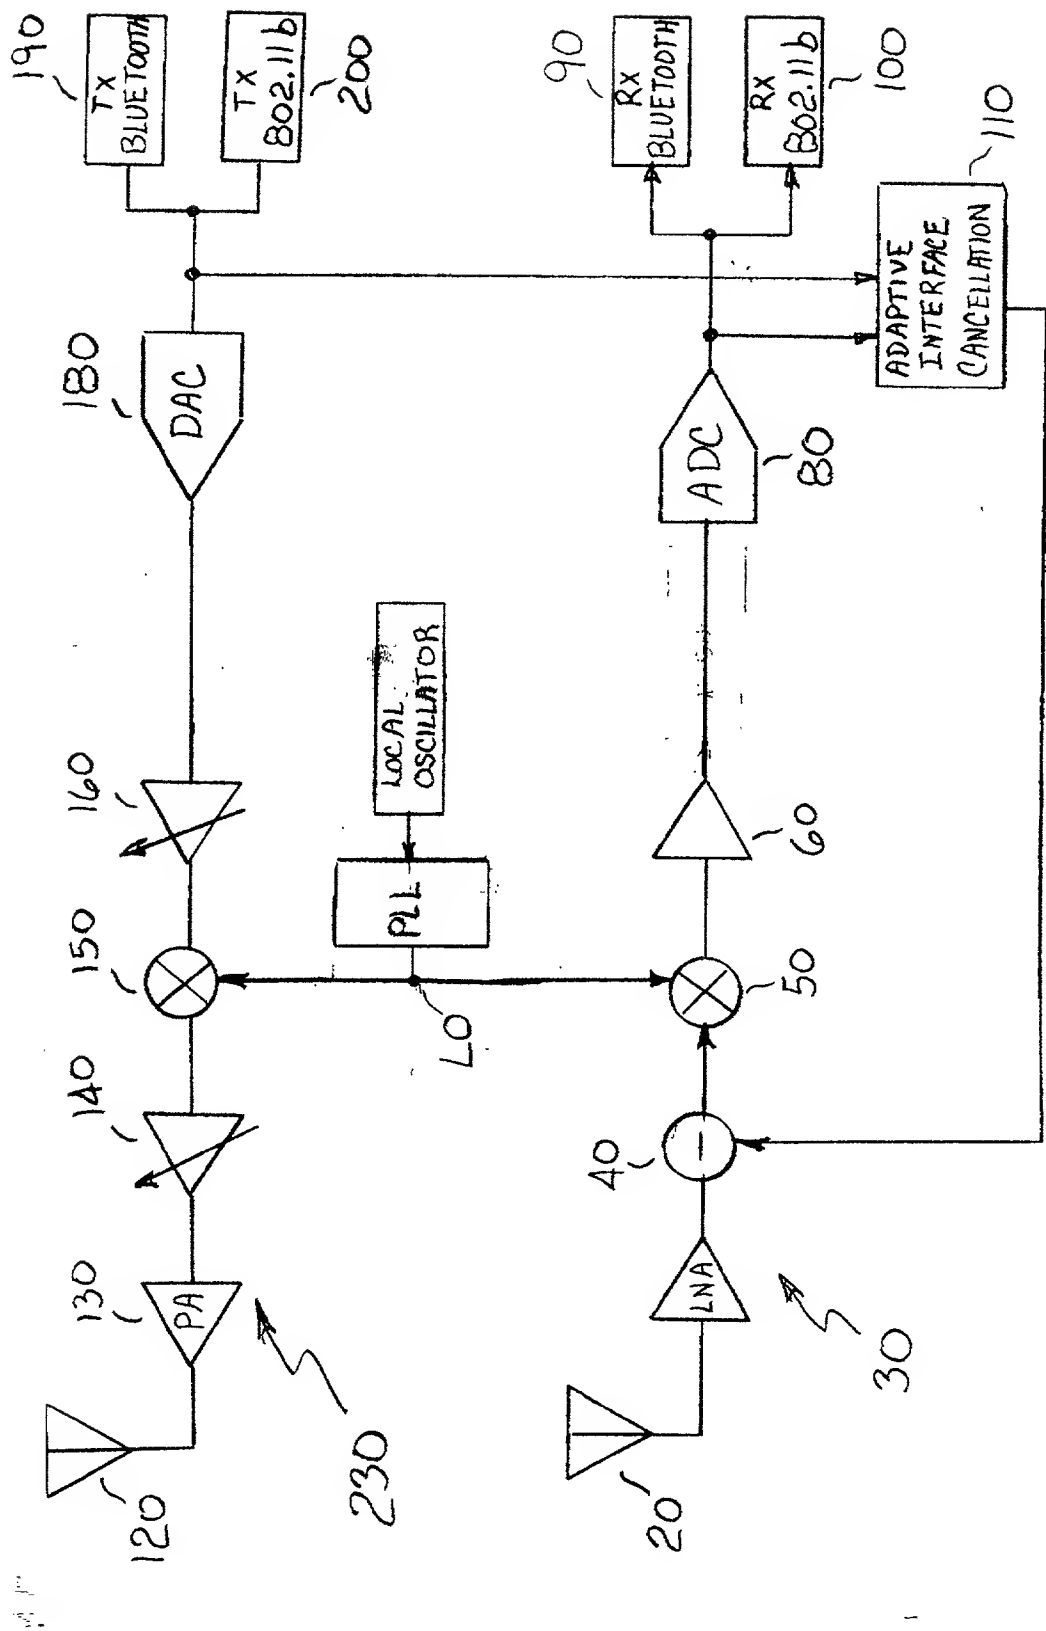 120
130
PA
140
150
160
180
DAC
190
TX
BLUETOOTH
TX
802.11b
200
230
LOCAL
OSCILLATOR
PLL
LO
20
30
LNA
40
50
60
ADC
80
90
RX
BLUETOOTH
RX
802.11b
100
ADAPTIVE
INTERFACE
CANCELLATION
110